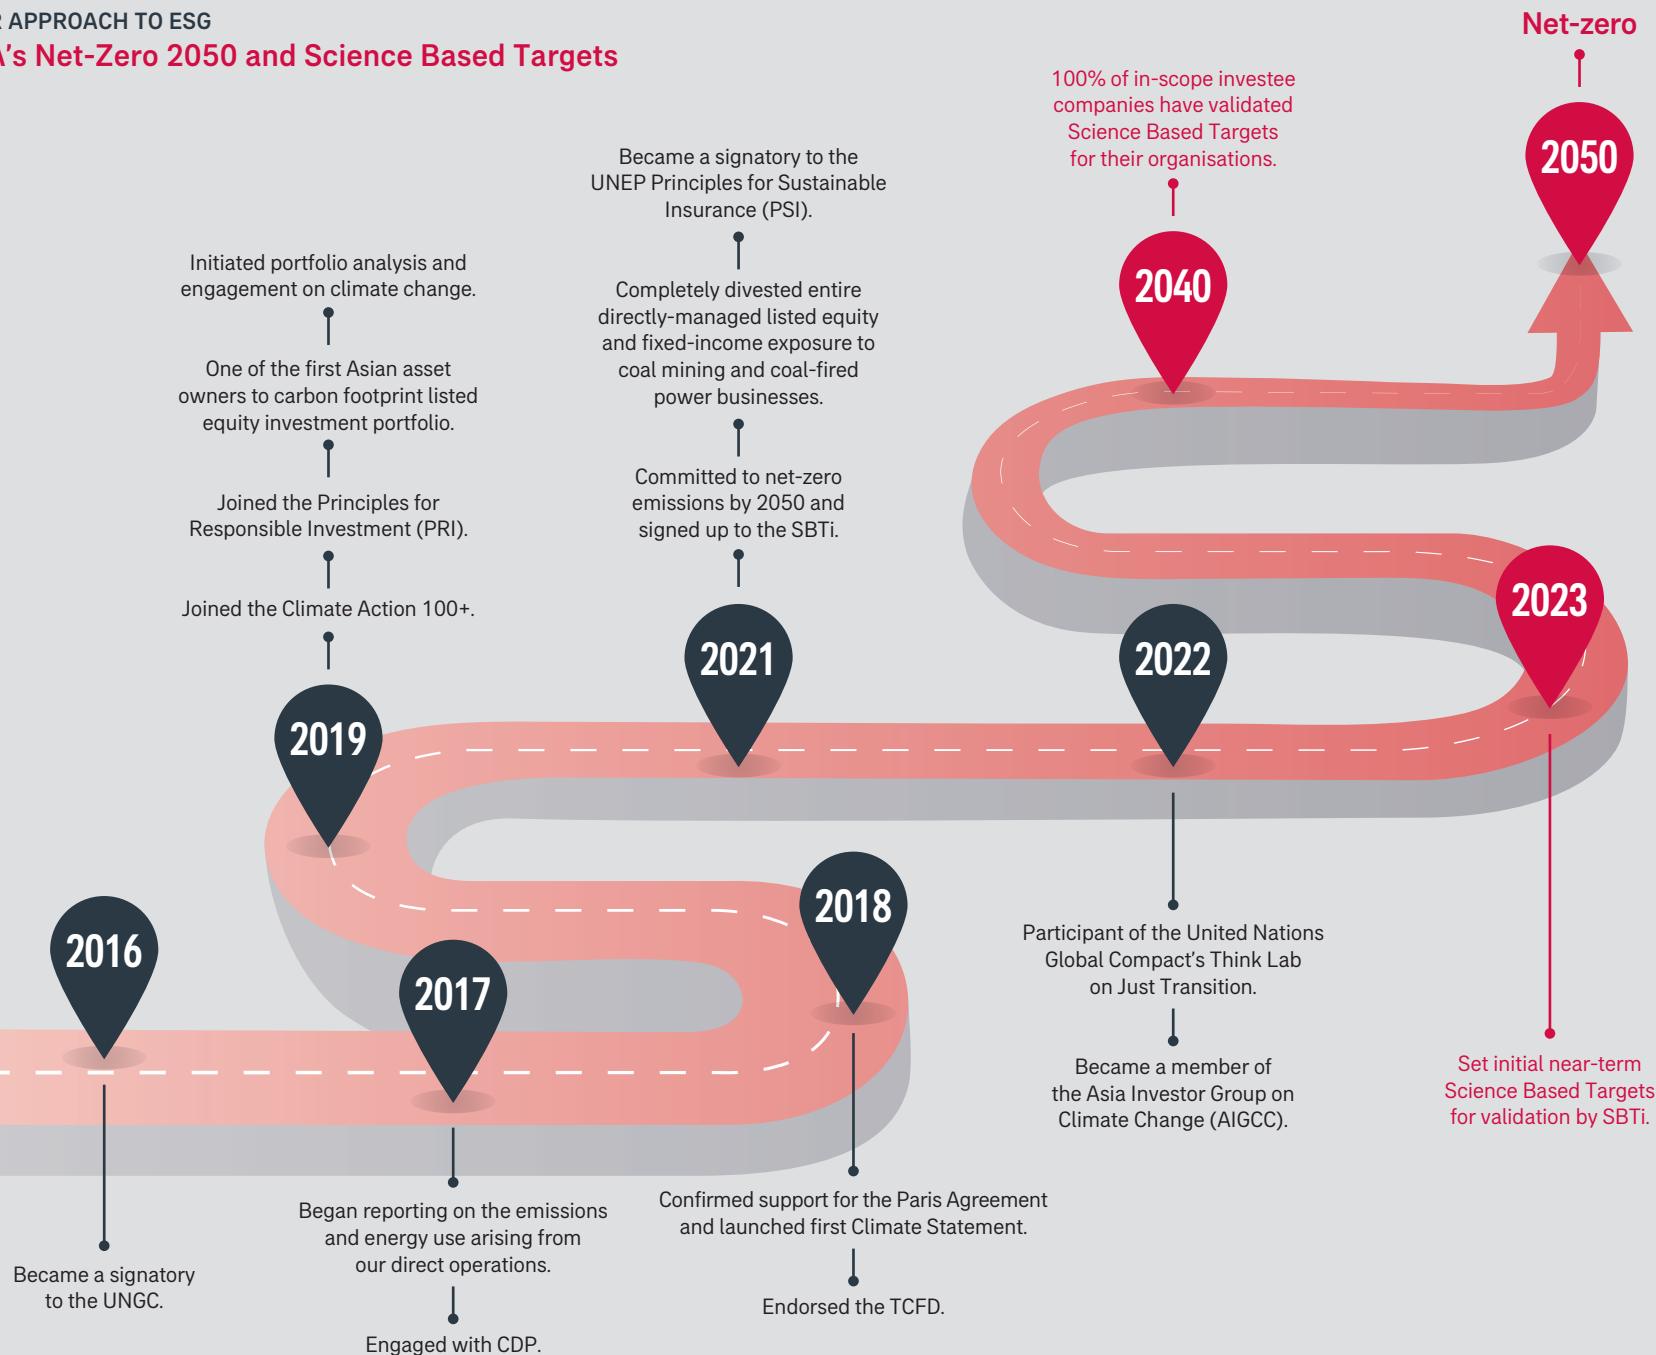 R APPROACH TO ESG
A's Net-Zero 2050 and Science Based Targets
2016
Became a signatory
to the UNGC.
2017
Began reporting on the emissions
and energy use arising from
our direct operations.
Engaged with CDP.
2018
Confirmed support for the Paris Agreement
and launched first Climate Statement.
Endorsed the TCFD.
Initiated portfolio analysis and
engagement on climate change.
One of the first Asian asset
owners to carbon footprint listed
equity investment portfolio.
Joined the Principles for
Responsible Investment (PRI).
Joined the Climate Action 100+.
2019
Became a signatory to the
UNEP Principles for Sustainable
Insurance (PSI).
Completely divested entire
directly-managed listed equity
and fixed-income exposure to
coal mining and coal-fired
power businesses.
Committed to net-zero
emissions by 2050 and
signed up to the SBTi.
2021
2022
Participant of the United Nations
Global Compact's Think Lab
on Just Transition.
Became a member of
the Asia Investor Group on
Climate Change (AIGCC).
2023
Set initial near-term
Science Based Targets
for validation by SBTi.
100% of in-scope investee
companies have validated
Science Based Targets
for their organisations.
2040
Net-zero
2050